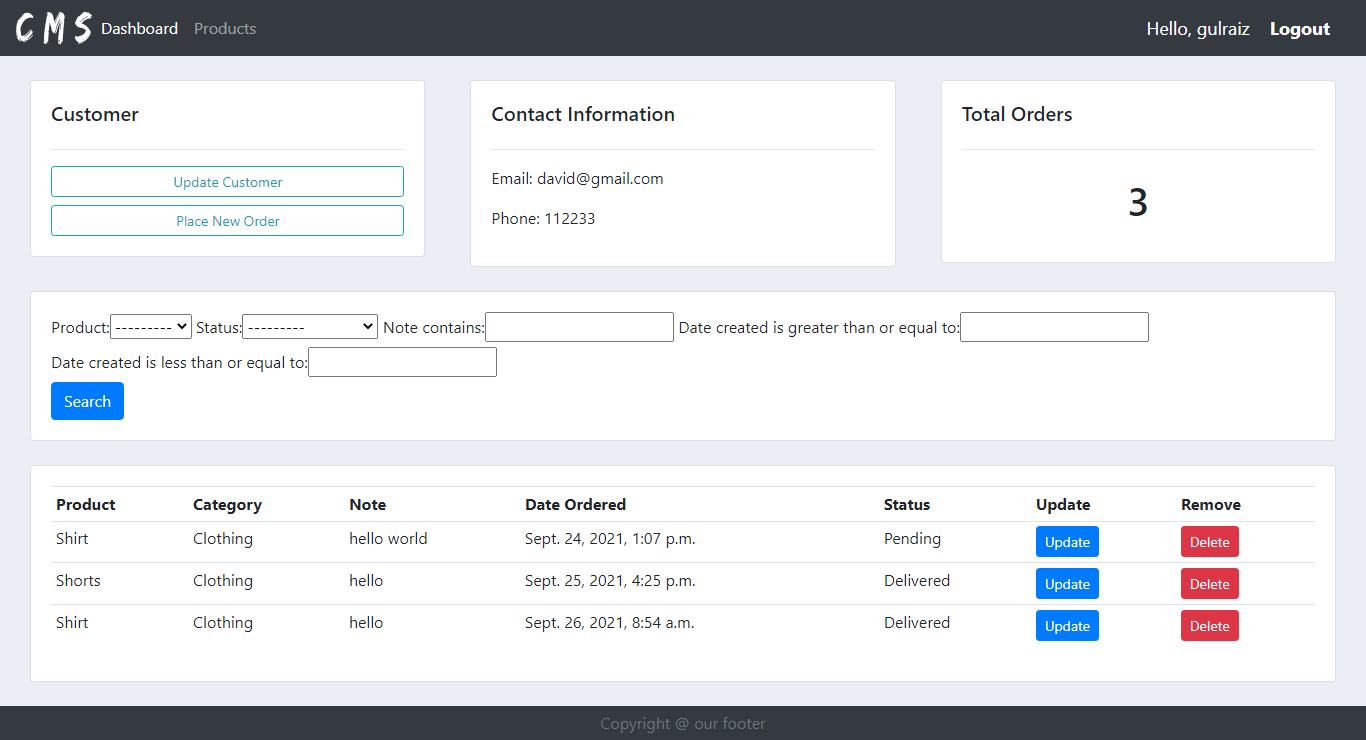 CMS Dashboard Products Hello, gulraiz Logout
Customer
Update Customer
Place New Order
Contact Information
Email: david@gmail.com
Phone: 112233
Total Orders
3
Product: --------- Status: --------- Note contains: Date created is greater than or equal to:
Date created is less than or equal to:
Search
Product Category Note Date Ordered Status Update Remove
Shirt Clothing hello world Sept. 24, 2021, 1:07 p.m. Pending Update Delete
Shorts Clothing hello Sept. 25, 2021, 4:25 p.m. Delivered Update Delete
Shirt Clothing hello Sept. 26, 2021, 8:54 a.m. Delivered Update Delete
Copyright @ our footer